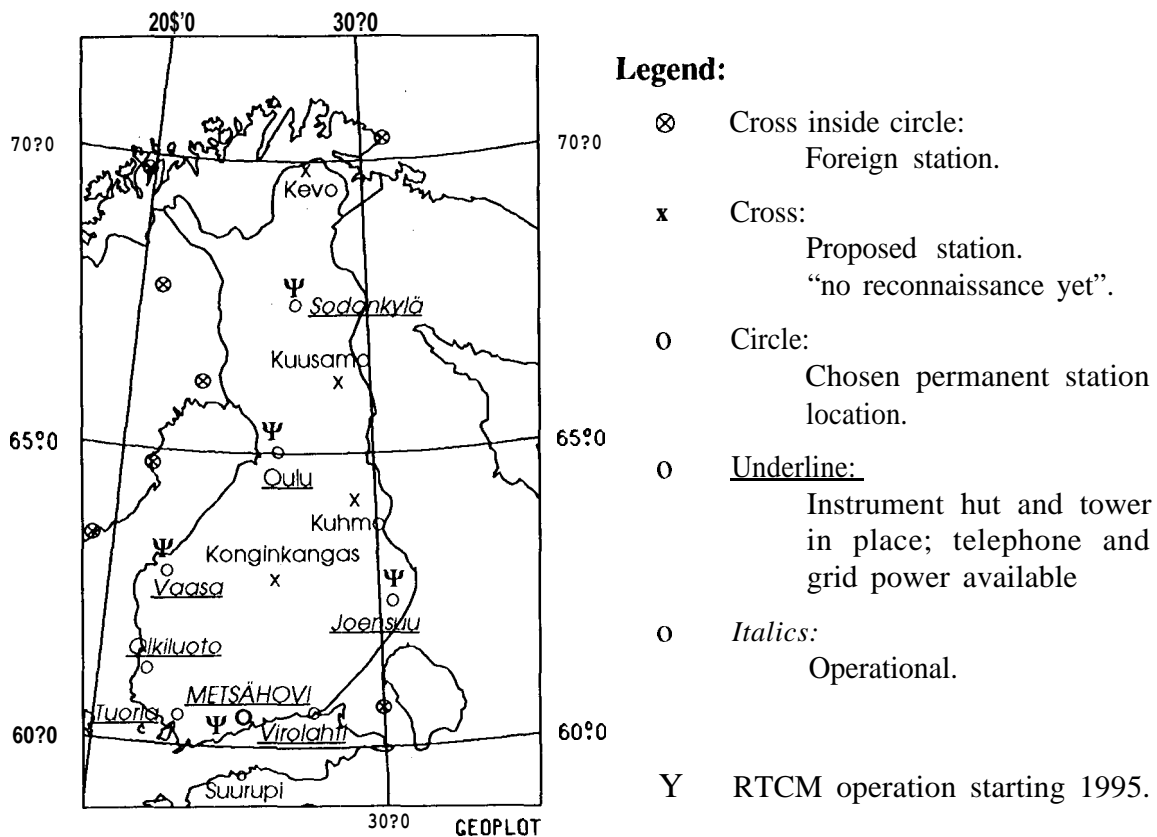 20$'0 30?0
70?0 70?0
Kevo
Ψ
Sodankylä
Kuusamo
Ψ
65?0 65?0
Oulu
Kuhmo
Konginkangas
Ψ
Vaasa
Ψ
Joensuu
Olkiluoto
METSÄHOVI
Tuorla
Ψ
Virolahti
60?0 60?0
Suurupi
30?0
GEOPLOT
Legend:
⊗ Cross inside circle:
Foreign station.
x Cross:
Proposed station.
“no reconnaissance yet”.
o Circle:
Chosen permanent station
location.
o Underline:
Instrument hut and tower
in place; telephone and
grid power available
o Italics:
Operational.
Y RTCM operation starting 1995.